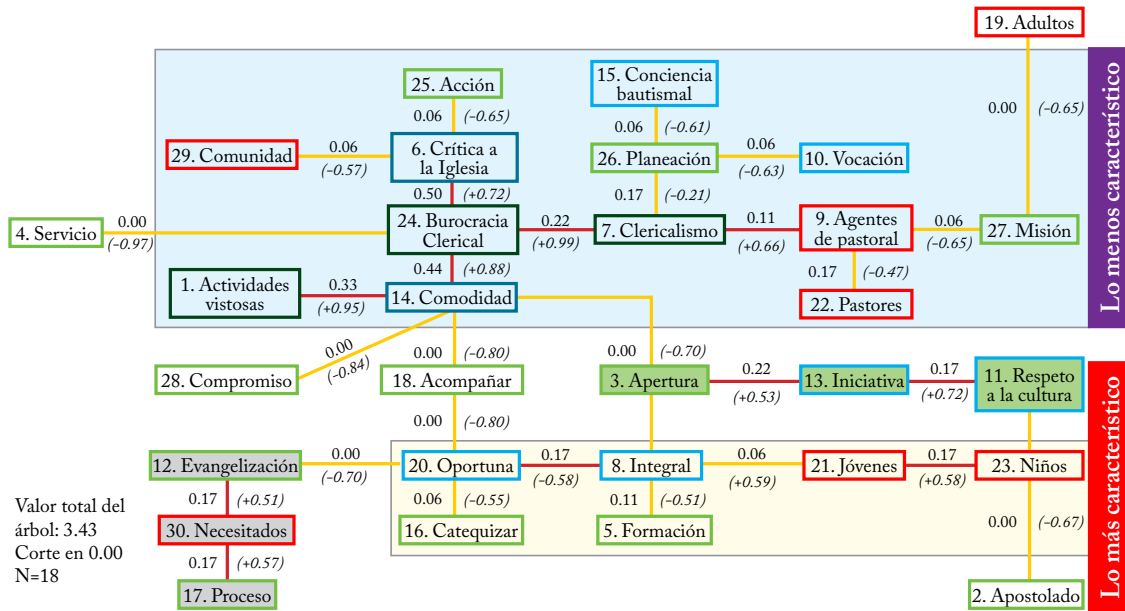 19. Adultos
0.00 (–0.65)
25. Acción
0.06 (–0.65)
15. Conciencia
bautismal
0.06 (–0.61)
29. Comunidad
0.06
(–0.57)
6. Crítica a
la Iglesia
26. Planeación
0.06
(–0.63)
10. Vocación
0.50 (+0.72)
0.17 (–0.21)
4. Servicio
0.00
(–0.97)
24. Burocracia
Clerical
0.22
(+0.99)
7. Clericalismo
0.11
(+0.66)
9. Agentes
de pastoral
0.06
(–0.65)
27. Misión
0.44 (+0.88)
0.17 (–0.47)
1. Actividades
vistosas
0.33
(+0.95)
14. Comodidad
22. Pastores
Lo menos característico
0.00
(–0.84)
0.00 (–0.80)
0.00 (–0.70)
28. Compromiso
18. Acompañar
3. Apertura
0.22
(+0.53)
13. Iniciativa
0.17
(+0.72)
11. Respeto
a la cultura
0.00 (–0.80)
12. Evangelización
0.00
(–0.70)
20. Oportuna
0.17
(–0.58)
8. Integral
0.06
(+0.59)
21. Jóvenes
0.17
(+0.58)
23. Niños
0.17 (+0.51)
0.06 (–0.55)
0.11 (–0.51)
0.00 (–0.67)
30. Necesitados
16. Catequizar
5. Formación
0.17 (+0.57)
17. Proceso
2. Apostolado
Lo más característico
Valor total del
árbol: 3.43
Corte en 0.00
N=18